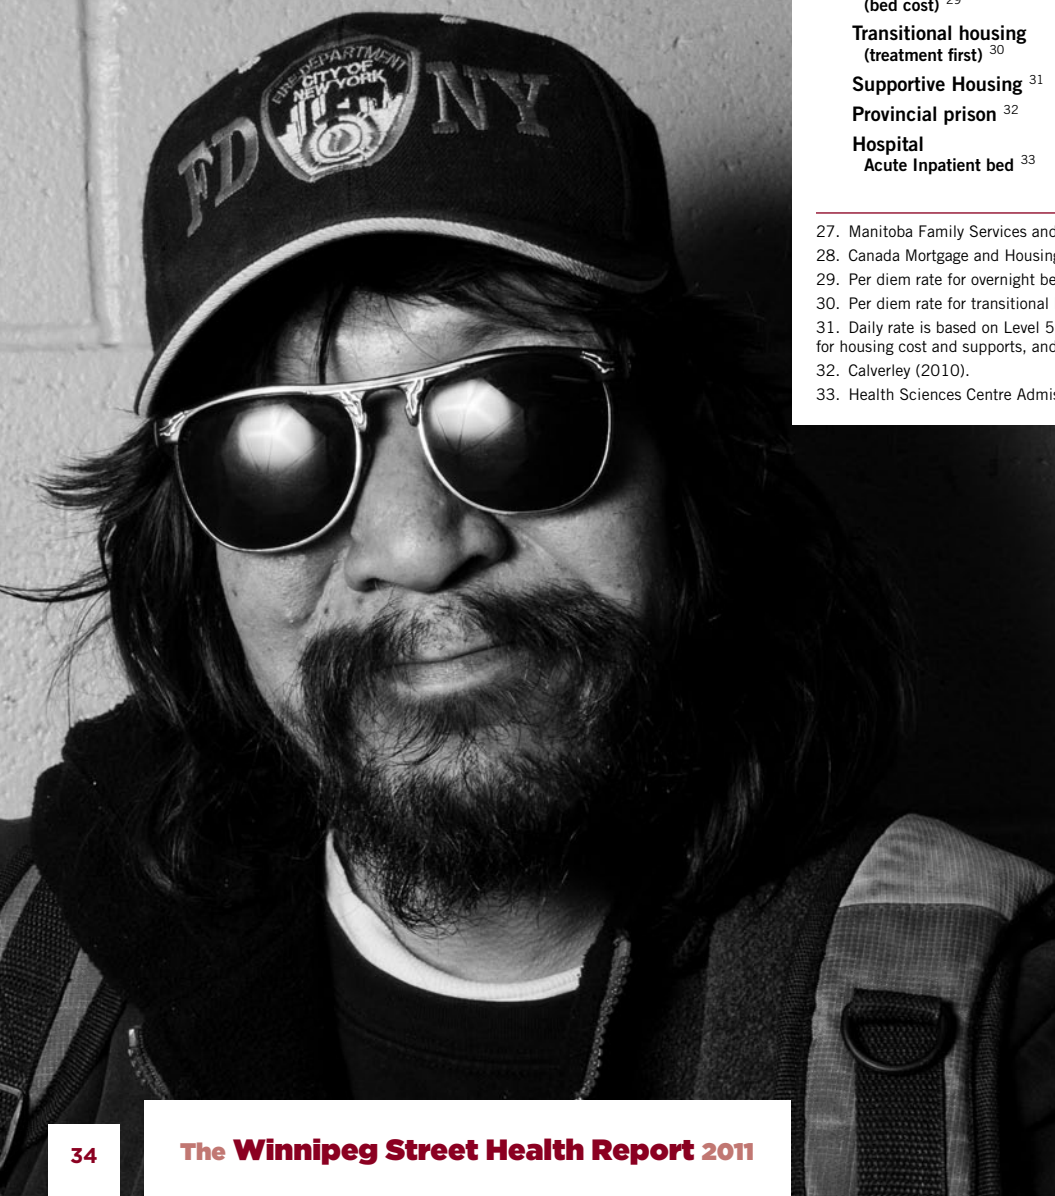 FIRE DEPARTMENT
CITY OF
NEW YORK
FD NY
(bed cost) 29
Transitional housing
(treatment first) 30
Supportive Housing 31
Provincial prison 32
Hospital
Acute Inpatient bed 33
27. Manitoba Family Services and
28. Canada Mortgage and Housing
29. Per diem rate for overnight be
30. Per diem rate for transitional
31. Daily rate is based on Level 5
for housing cost and supports, and
32. Calverley (2010).
33. Health Sciences Centre Admis
34
The Winnipeg Street Health Report 2011